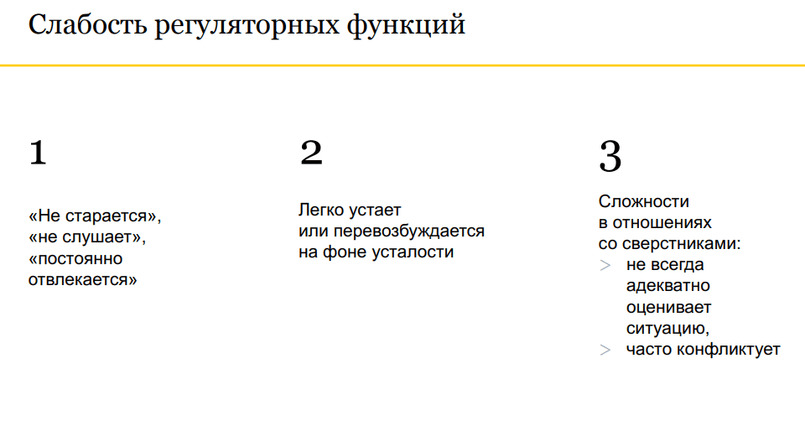 Слабость регуляторных функций
1
«Не старается»,
«не слушает»,
«постоянно
отвлекается»
2
Легко устает
или перевозбуждается
на фоне усталости
3
Сложности
в отношениях
со сверстниками:
> не всегда
адекватно
оценивает
ситуацию,
> часто конфликтует